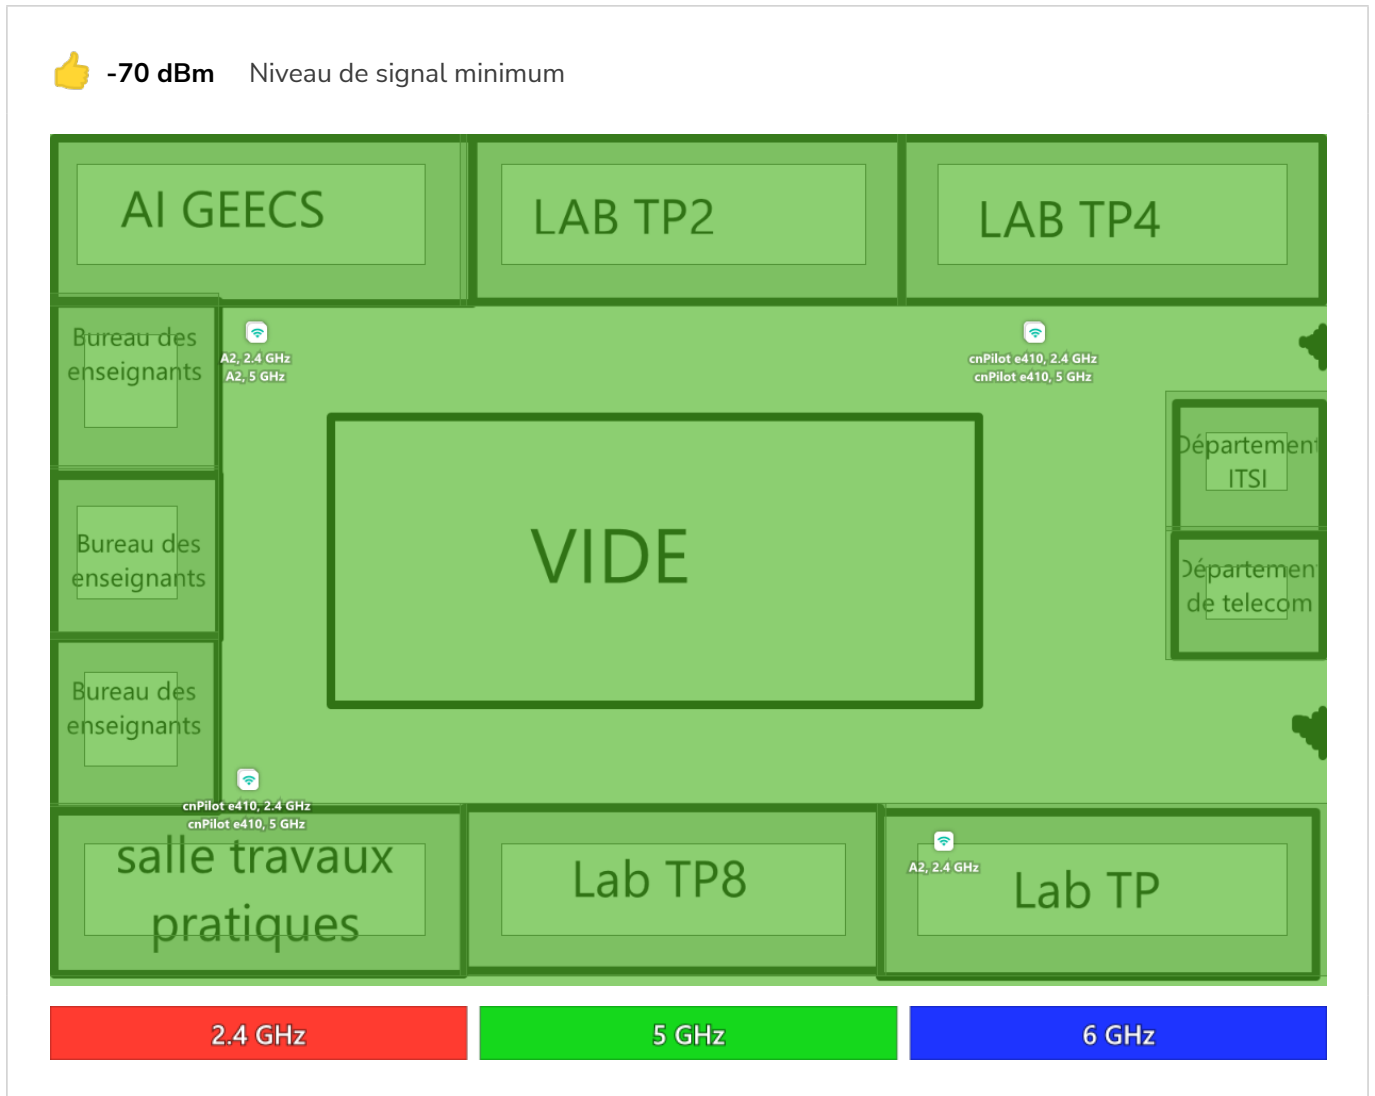 -70 dBm Niveau de signal minimum
AI GEECS
LAB TP2
LAB TP4
Bureau des
enseignants
A2, 2.4 GHz
A2, 5 GHz
cnPilot e410, 2.4 GHz
cnPilot e410, 5 GHz
Département
ITSI
VIDE
Bureau des
enseignants
Départemen
de telecom
Bureau des
enseignants
cnPilot e410, 2.4 GHz
cnPilot e410, 5 GHz
salle travaux
pratiques
Lab TP8
A2, 2.4 GHz
Lab TP
2.4 GHz
5 GHz
6 GHz